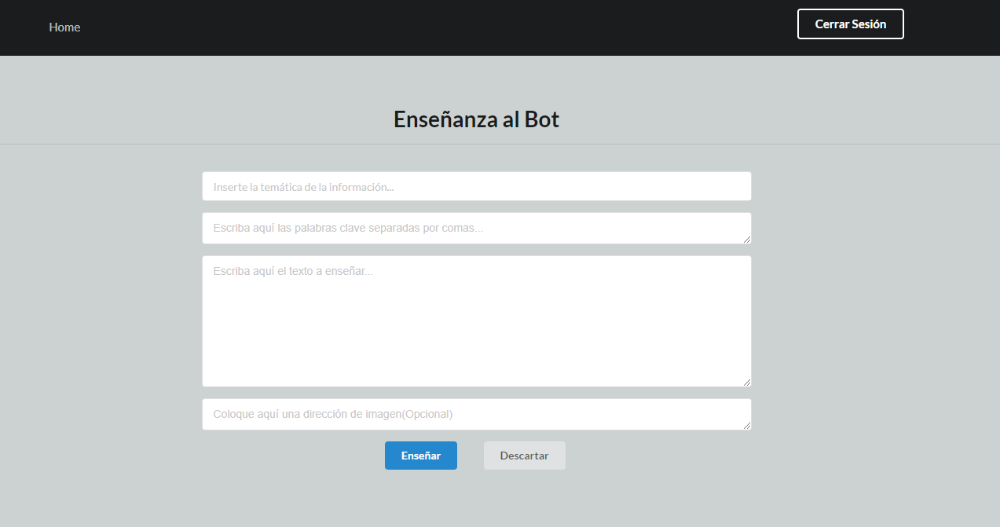 Home
Cerrar Sesión
Enseñanza al Bot
Inserte la temática de la información...
Escriba aquí las palabras clave separadas por comas...
Escriba aquí el texto a enseñar...
Coloque aquí una dirección de imagen(Opcional)
Enseñar
Descartar